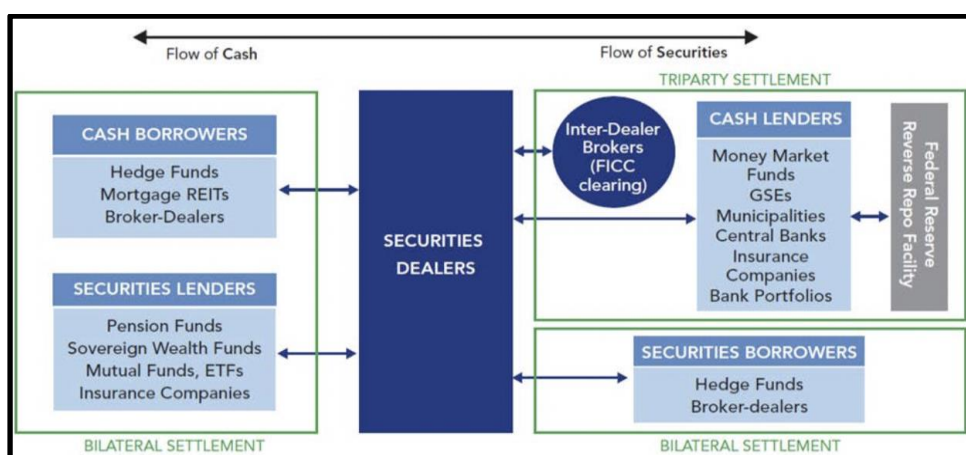 Flow of Cash
Flow of Securities
TRIPARTY SETTLEMENT
CASH BORROWERS
Hedge Funds
Mortgage REITs
Broker-Dealers
SECURITIES LENDERS
Pension Funds
Sovereign Wealth Funds
Mutual Funds, ETFs
Insurance Companies
BILATERAL SETTLEMENT
SECURITIES
DEALERS
Inter-Dealer
Brokers
(FICC
clearing)
CASH LENDERS
Money Market
Funds
GSEs
Municipalities
Central Banks
Insurance
Companies
Bank Portfolios
Federal Reserve
Reverse Repo Facility
SECURITIES BORROWERS
Hedge Funds
Broker-dealers
BILATERAL SETTLEMENT